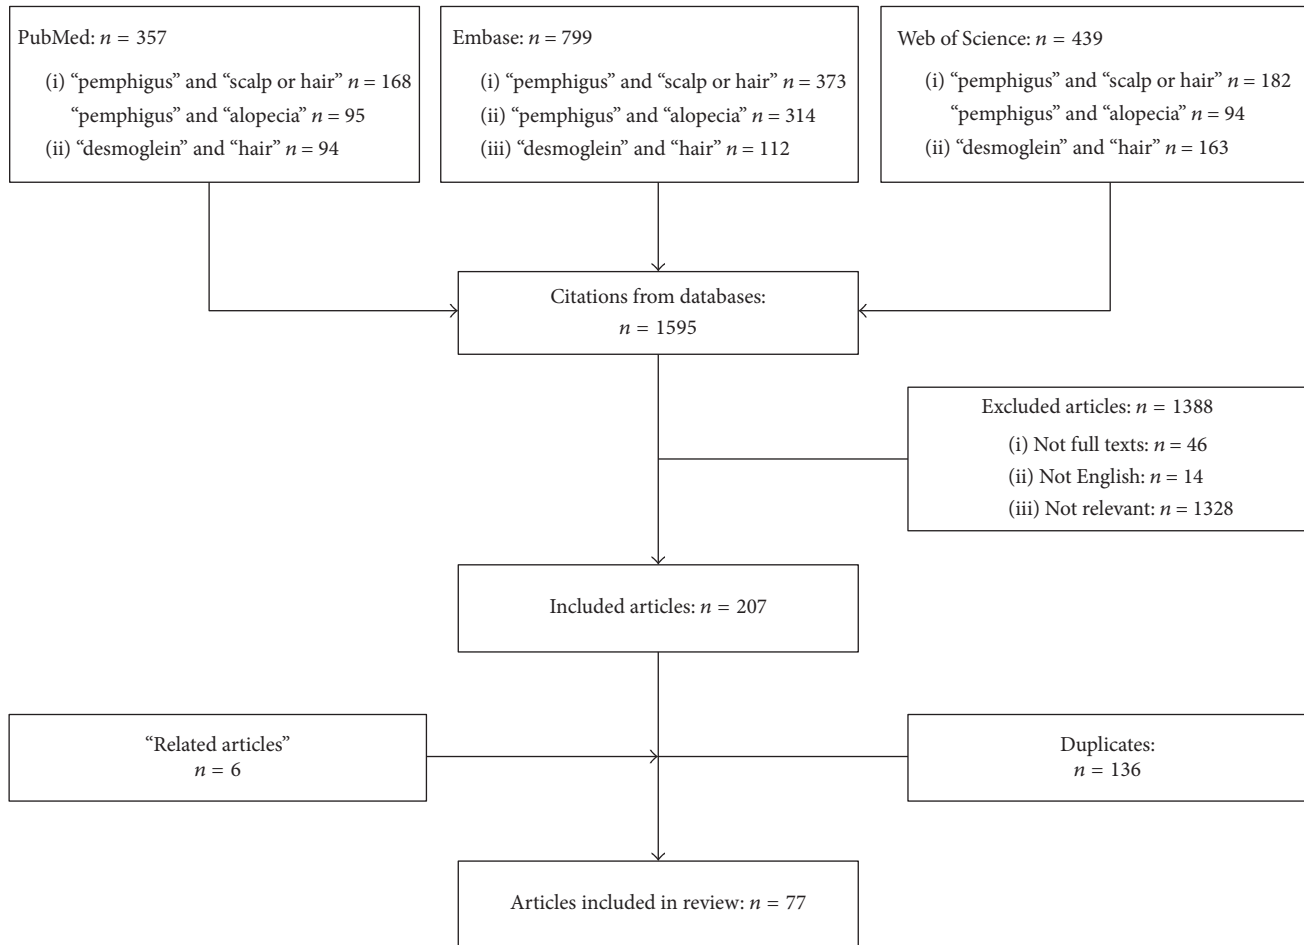 PubMed: n = 357
(i) “pemphigus” and “scalp or hair” n = 168
“pemphigus” and “alopecia” n = 95
(ii) “desmoglein” and “hair” n = 94
Embase: n = 799
(i) “pemphigus” and “scalp or hair” n = 373
(ii) “pemphigus” and “alopecia” n = 314
(iii) “desmoglein” and “hair” n = 112
Web of Science: n = 439
(i) “pemphigus” and “scalp or hair” n = 182
“pemphigus” and “alopecia” n = 94
(ii) “desmoglein” and “hair” n = 163
Citations from databases:
n = 1595
Excluded articles: n = 1388
(i) Not full texts: n = 46
(ii) Not English: n = 14
(iii) Not relevant: n = 1328
Included articles: n = 207
“Related articles”
n = 6
Duplicates:
n = 136
Articles included in review: n = 77